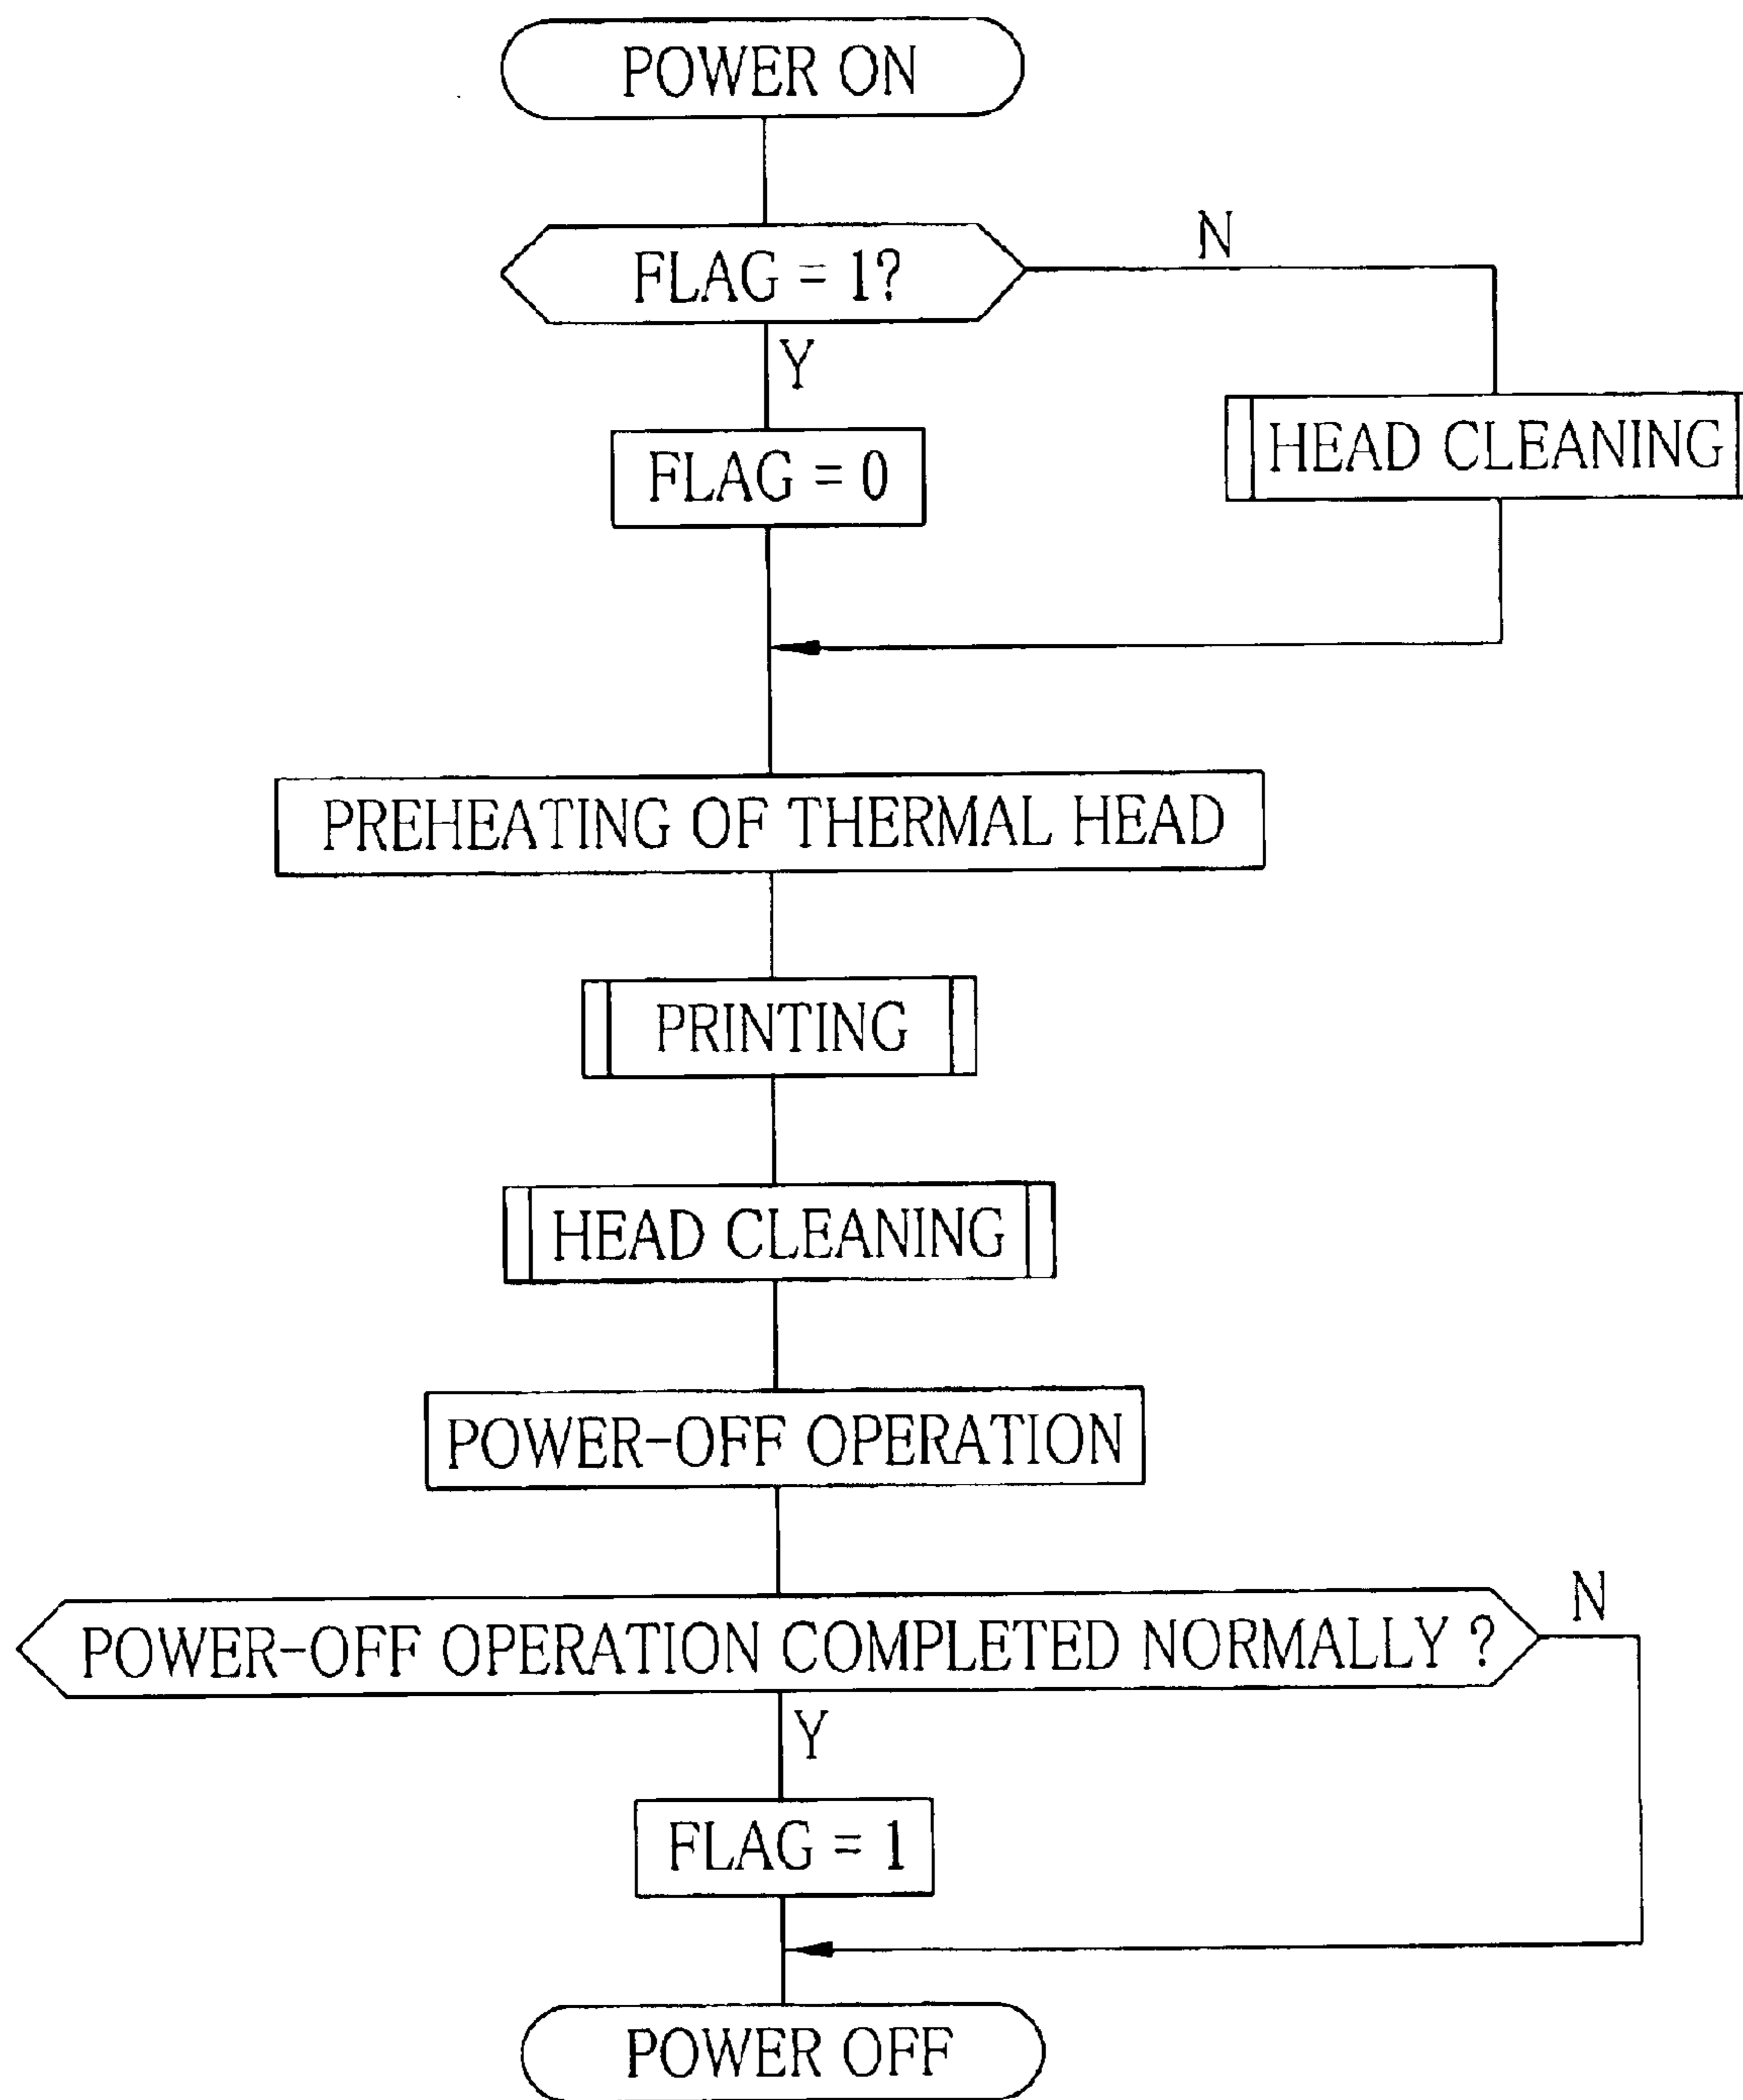 POWER ON
FLAG = 1?
N
Y
HEAD CLEANING
FLAG = 0
PREHEATING OF THERMAL HEAD
PRINTING
HEAD CLEANING
POWER-OFF OPERATION
N
POWER-OFF OPERATION COMPLETED NORMALLY ?
Y
FLAG = 1
POWER OFF